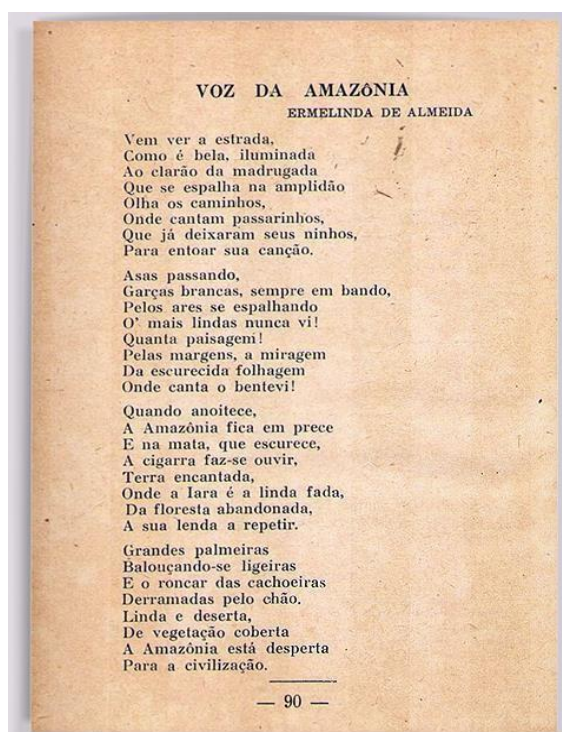 VOZ DA AMAZÔNIA
ERMELINDA DE ALMEIDA
Vem ver a estrada,
Como é bela, iluminada
Ao clarão da madrugada
Que se espalha na amplidão
Olha os caminhos,
Onde cantam passarinhos,
Que já deixaram seus ninhos,
Para entoar sua canção.
Asas passando,
Garças brancas, sempre em bando,
Pelos ares se espalhando
O' mais lindas nunca vi!
Quanta paisagem!
Pelas margens, a miragem
Da escurecida folhagem
Onde canta o bentevi!
Quando anoitece,
A Amazônia fica em prece
E na mata, que escurece,
A cigarra faz-se ouvir,
Terra encantada,
Onde a Iara é a linda fada,
Da floresta abandonada,
A sua lenda a repetir.
Grandes palmeiras
Balouçando-se ligeiras
E o roncar das cachoeiras
Derramadas pelo chão.
Linda e deserta,
De vegetação coberta
A Amazônia está desperta
Para a civilização.
— 90 —